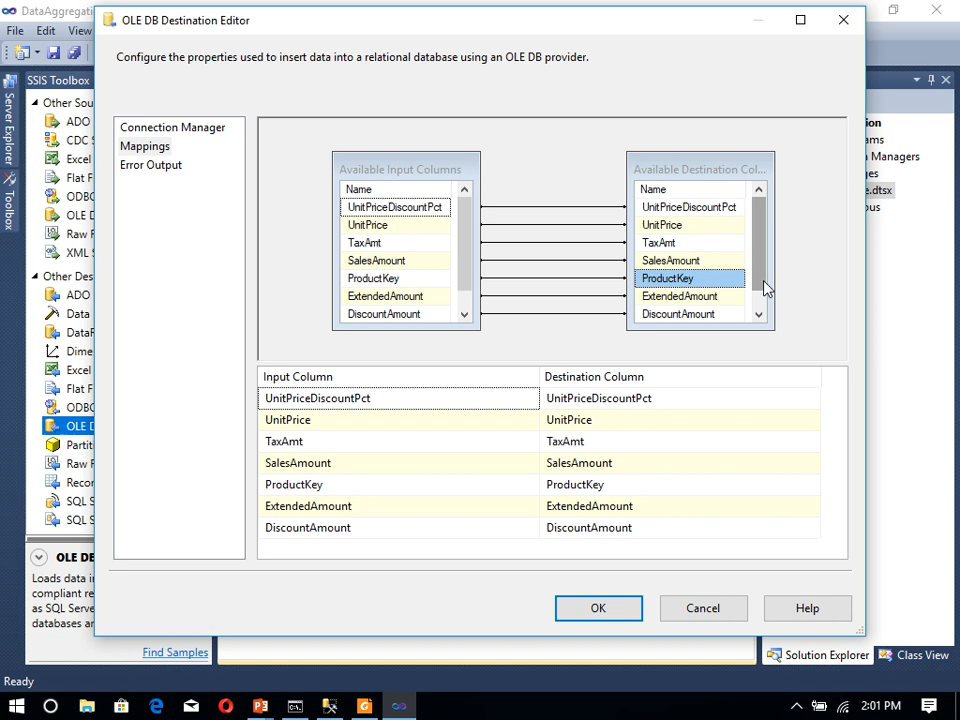 DataAggregati
OLE DB Destination Editor
File Edit View
Configure the properties used to insert data into a relational database using an OLE DB provider.
SSIS Toolbox
Server Explorer
Toolbox
Other Sou
ADO
CDC S
Excel
Flat F
ODBC
OLE D
Raw F
XML S
Other Des
ADO
Data
DataR
Dime
Excel
Flat F
ODBC
OLE D
Partit
Raw F
Recor
SQL S
SQL S
Connection Manager
Mappings
Error Output
Available Input Columns
Name
UnitPriceDiscountPct
UnitPrice
TaxAmt
SalesAmount
ProductKey
ExtendedAmount
DiscountAmount
Available Destination Col...
Name
UnitPriceDiscountPct
UnitPrice
TaxAmt
SalesAmount
ProductKey
ExtendedAmount
DiscountAmount
Input Column Destination Column
UnitPriceDiscountPct UnitPriceDiscountPct
UnitPrice UnitPrice
TaxAmt TaxAmt
SalesAmount SalesAmount
ProductKey ProductKey
ExtendedAmount ExtendedAmount
DiscountAmount DiscountAmount
tion
ams
n Managers
ges
e.dtsx
ous
OLE DB
Loads data in
compliant re
as SQL Serve
databases an
Find Samples
OK Cancel Help
Solution Explorer Class View
Ready
2:01 PM